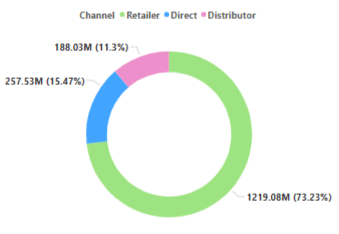 Channel Retailer Direct Distributor
188.03M (11.3%)
257.53M (15.47%)
1219.08M (73.23%)